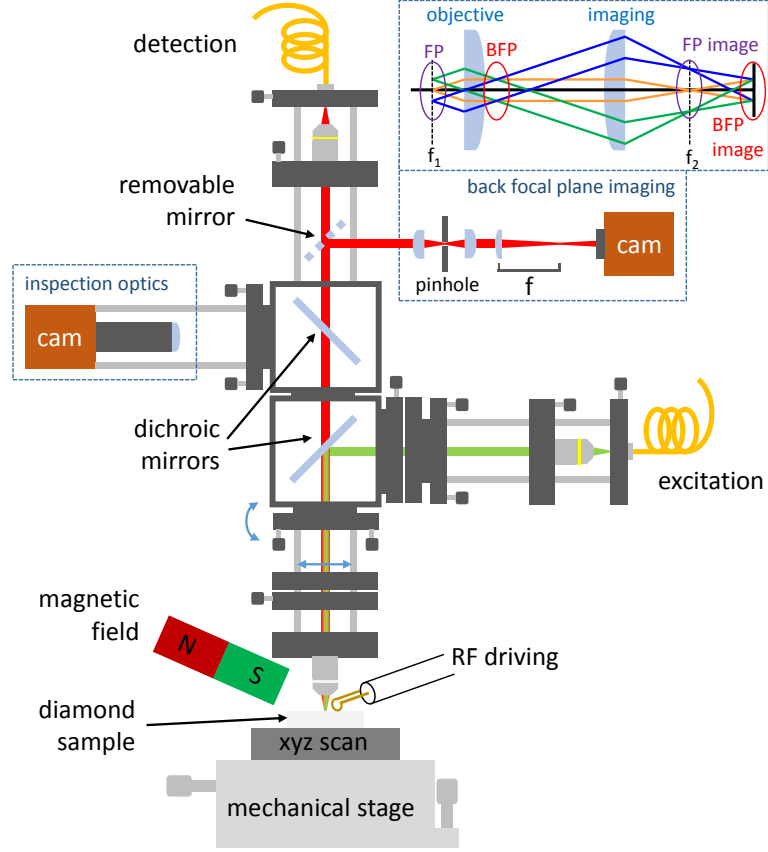 objective
imaging
detection
FP
BFP
FP image
BFP
image
f1
f2
removable
mirror
back focal plane imaging
cam
pinhole
f
inspection optics
cam
dichroic
mirrors
excitation
magnetic
field
N
S
RF driving
diamond
sample
xyz scan
mechanical stage